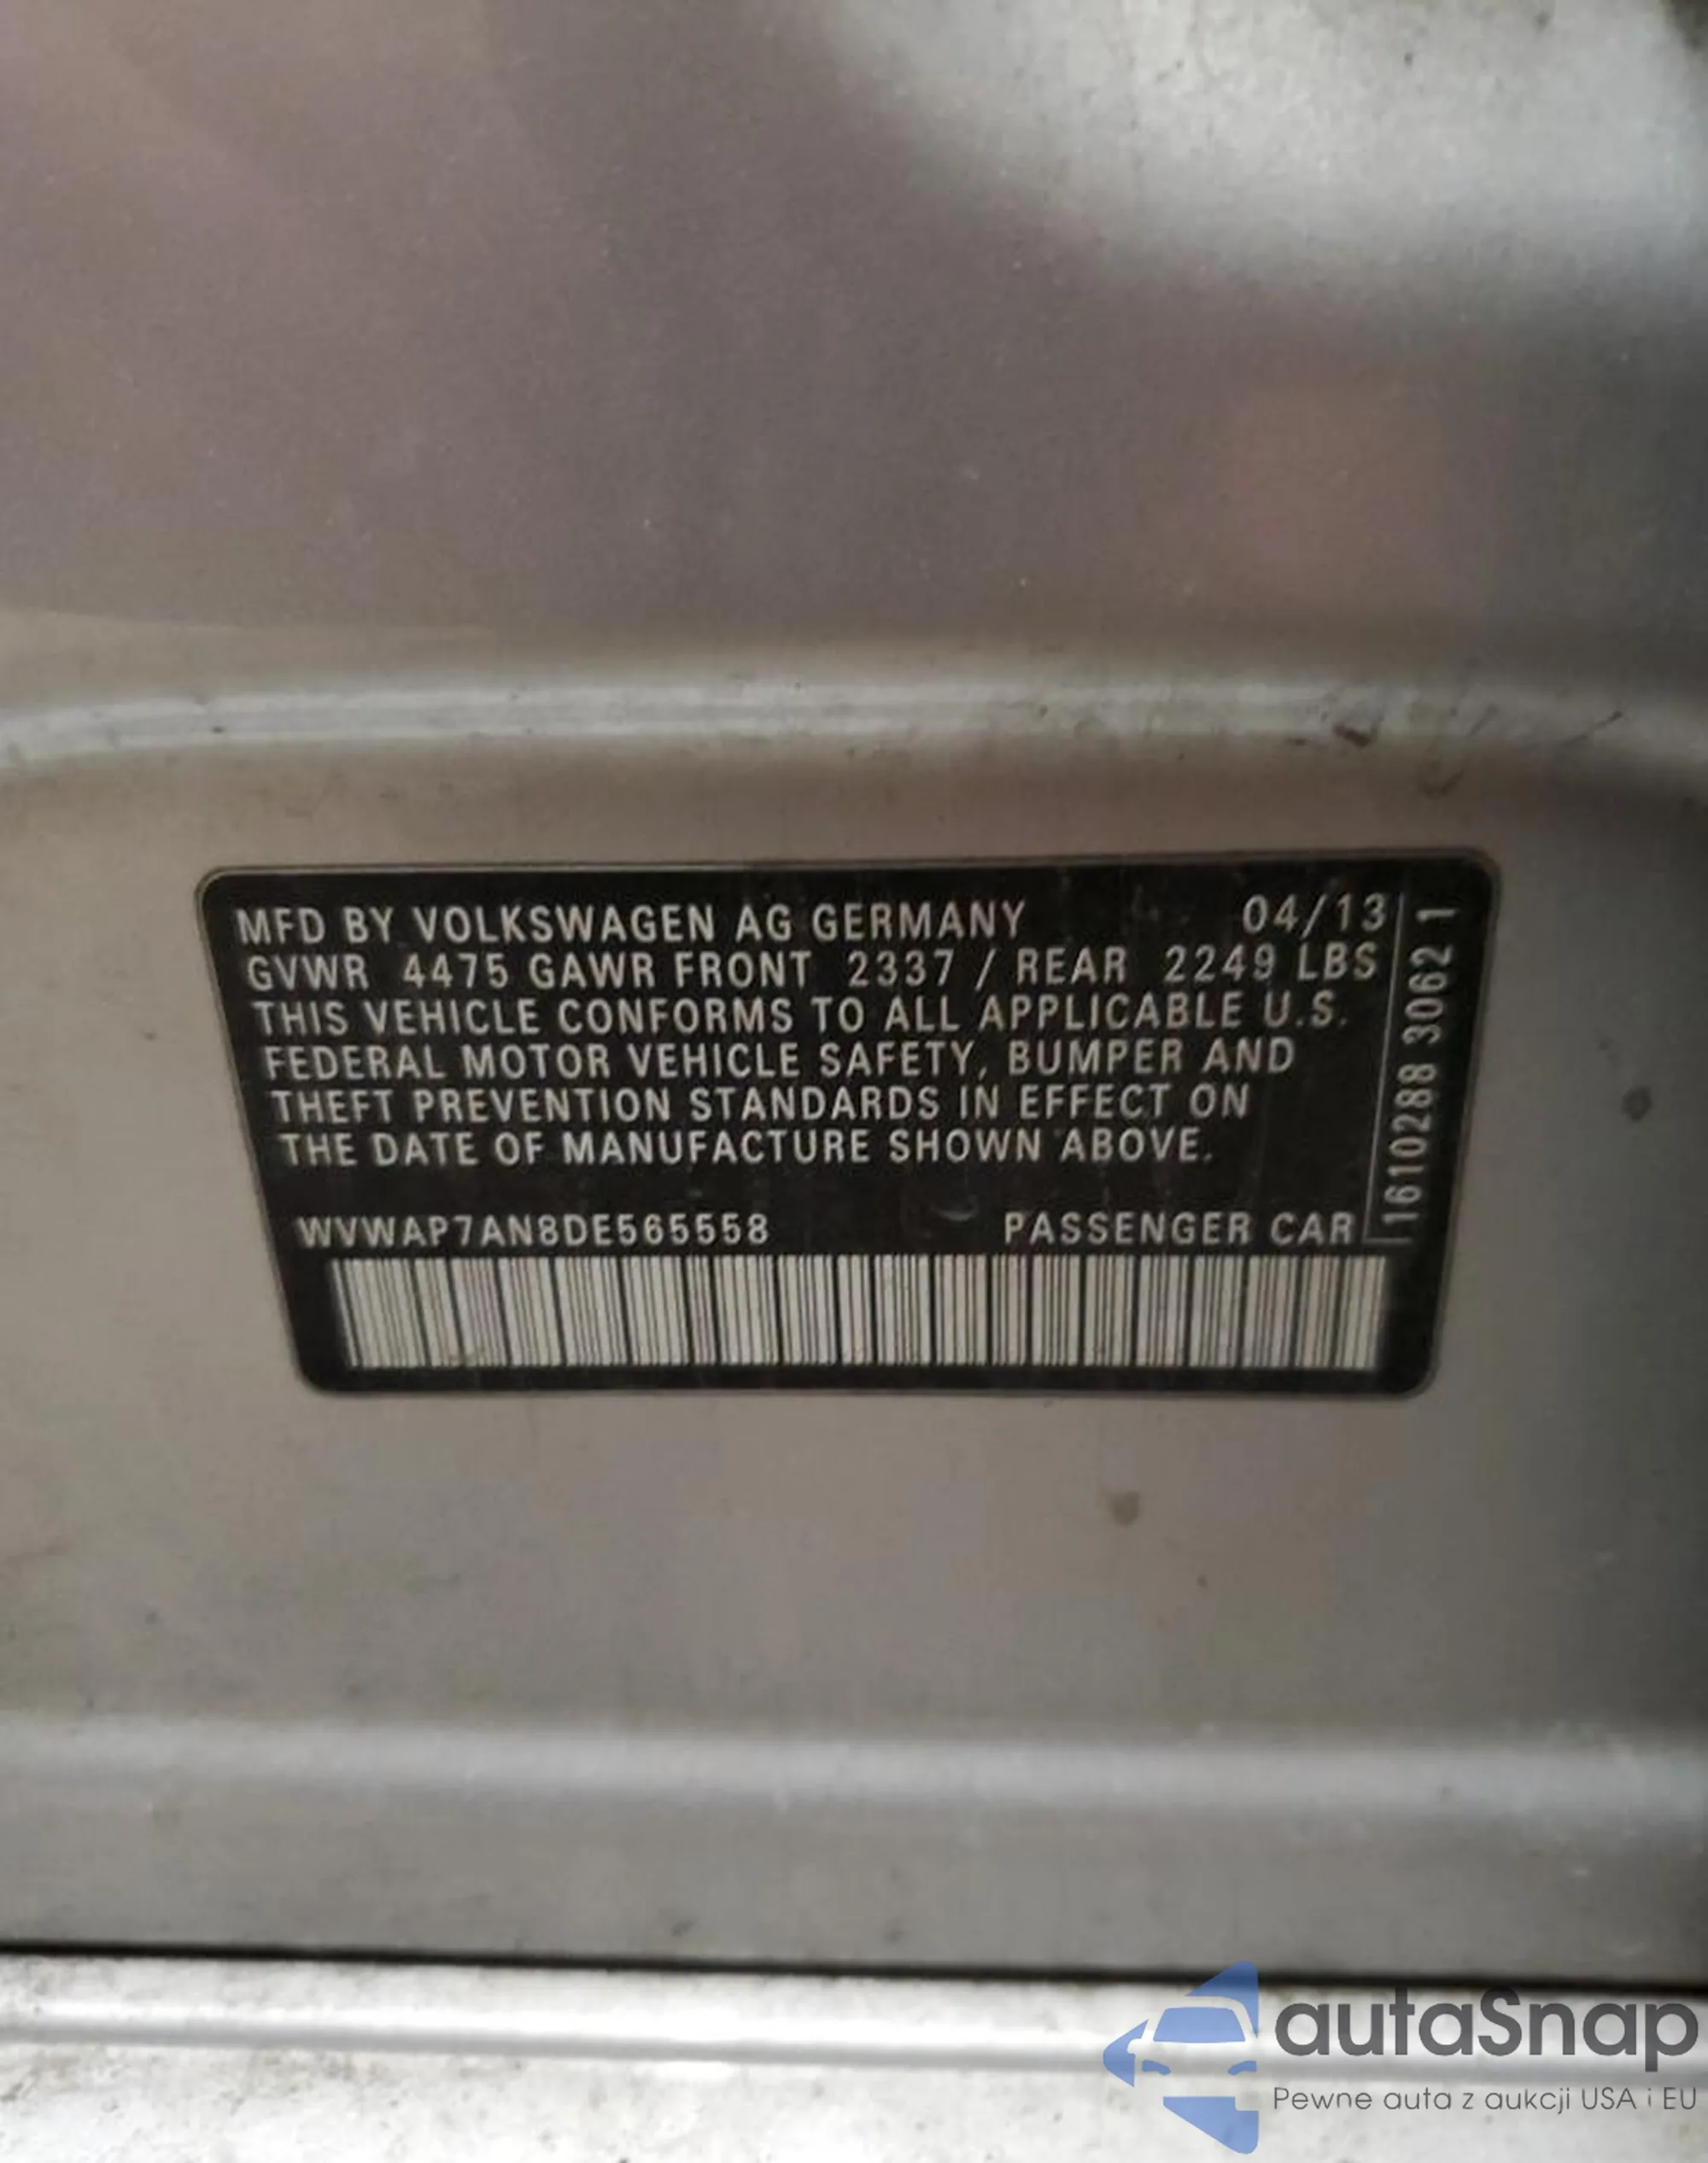 MFD BY VOLKSWAGEN AG GERMANY 04/13
GVWR 4475 GAWR FRONT 2337 / REAR 2249 LBS
THIS VEHICLE CONFORMS TO ALL APPLICABLE U.S.
FEDERAL MOTOR VEHICLE SAFETY, BUMPER AND
THEFT PREVENTION STANDARDS IN EFFECT ON
THE DATE OF MANUFACTURE SHOWN ABOVE.
WVWAP7AN8DE565558 PASSENGER CAR
1610288 3062 1
autaSnap
Pewne auta z aukcji USA i EU